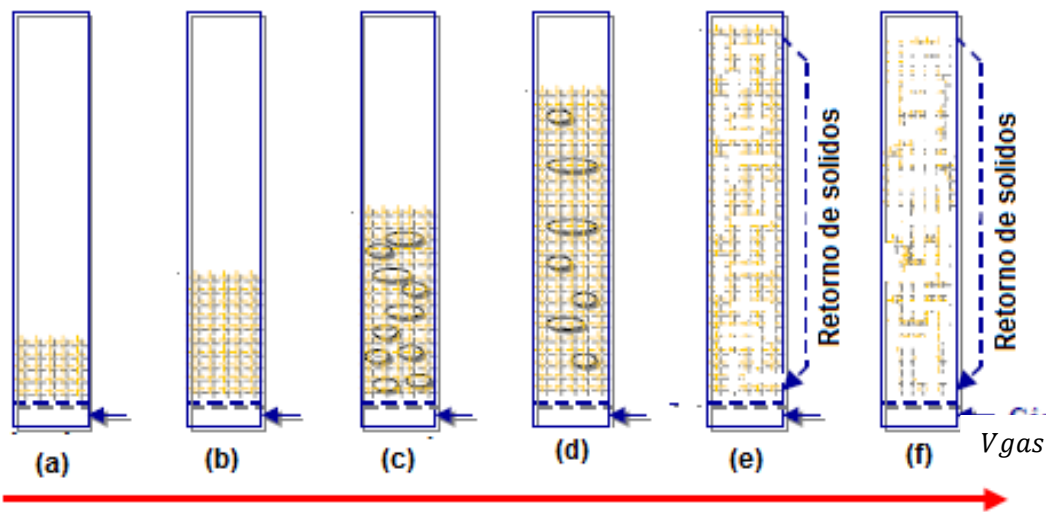 Retorno de solidos
Retorno de solidos
(a)
(b)
(c)
(d)
(e)
(f)
Vgas